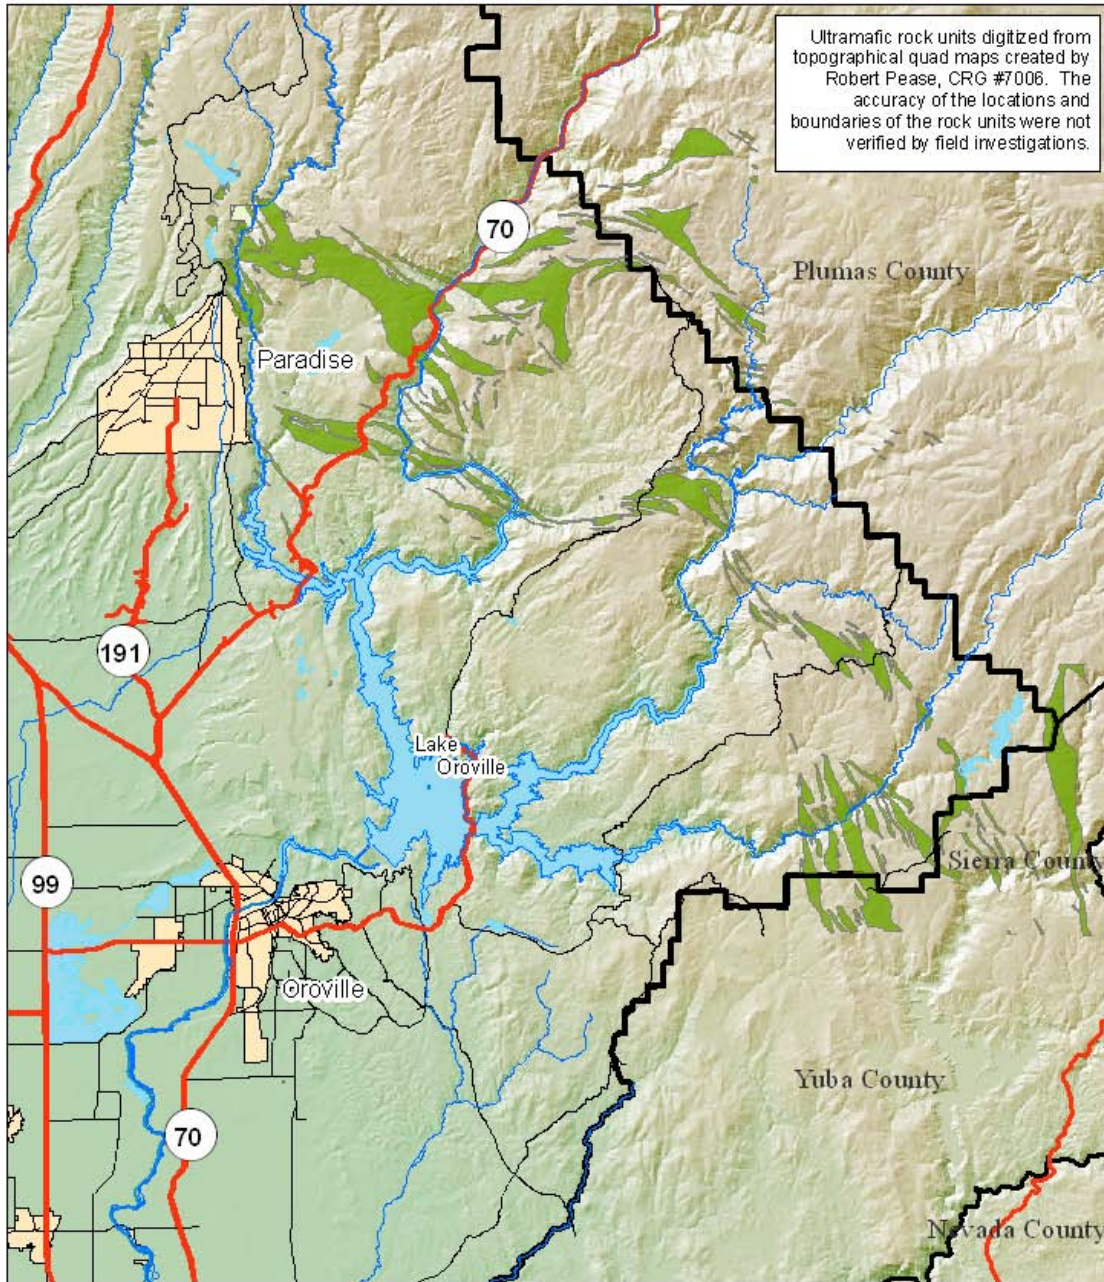 Ultramafic rock units digitized from
topographical quad maps created by
Robert Pease, CRG #7006. The
accuracy of the locations and
boundaries of the rock units were not
verified by field investigations.
70
Plumas County
Paradise
191
Lake
Oroville
99
Sierra County
Oroville
Yuba County
70
Nevada County